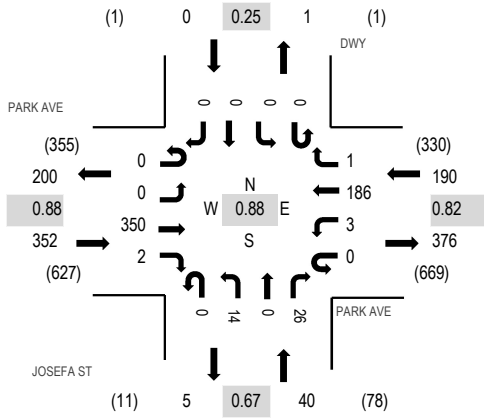 (1) 0 0.25 1 (1)
DWY
0 0 0 0
PARK AVE
(355) 0 1 (330)
200 190
0 N 186
0.88 W 0.88 E 0.82
350 3
352 S 376
2 0
(627) (669)
0 14 0 26
PARK AVE
JOSEFA ST
(11) 5 0.67 40 (78)